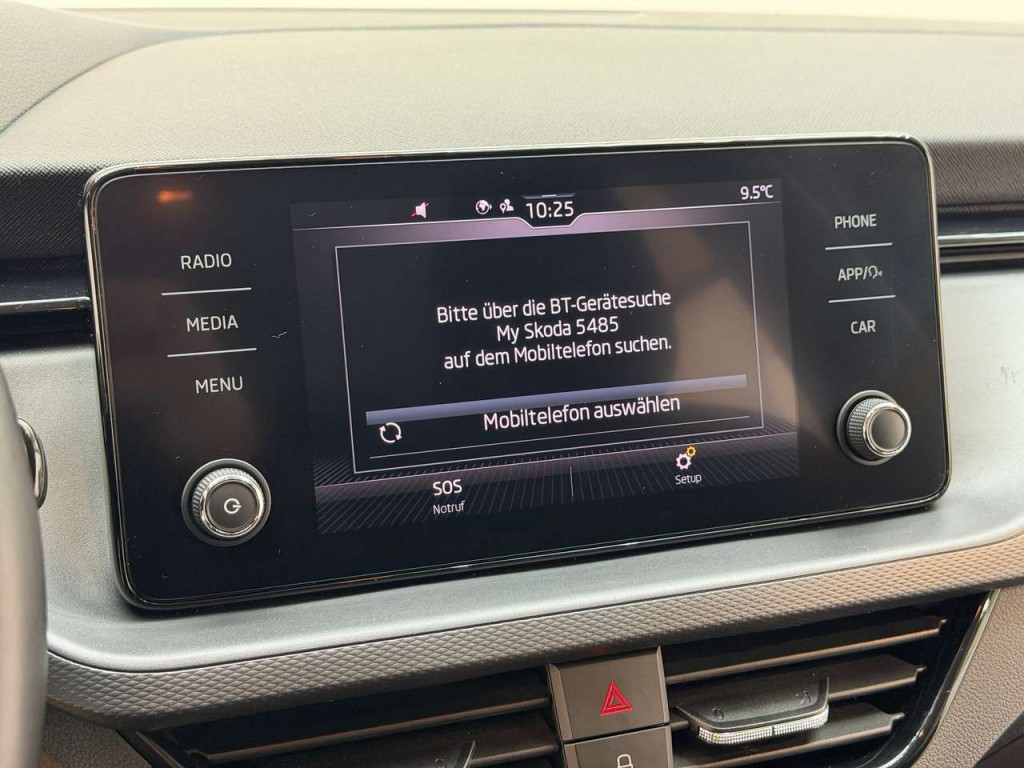 10:25
9.5°C
RADIO
MEDIA
MENU
PHONE
APP/
CAR
Bitte über die BT-Gerätesuche
My Skoda 5485
auf dem Mobiltelefon suchen.
Mobiltelefon auswählen
SOS
Notruf
Setup